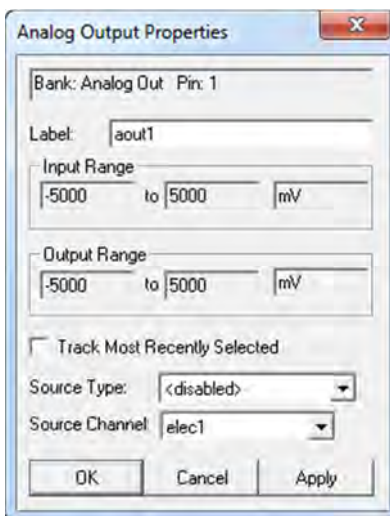 Analog Output Properties
Bank: Analog Out Pin: 1
Label: aout1
Input Range
-5000 to 5000 mV
Output Range
-5000 to 5000 mV
Track Most Recently Selected
Source Type: <disabled>
Source Channel elec1
OK Cancel Apply